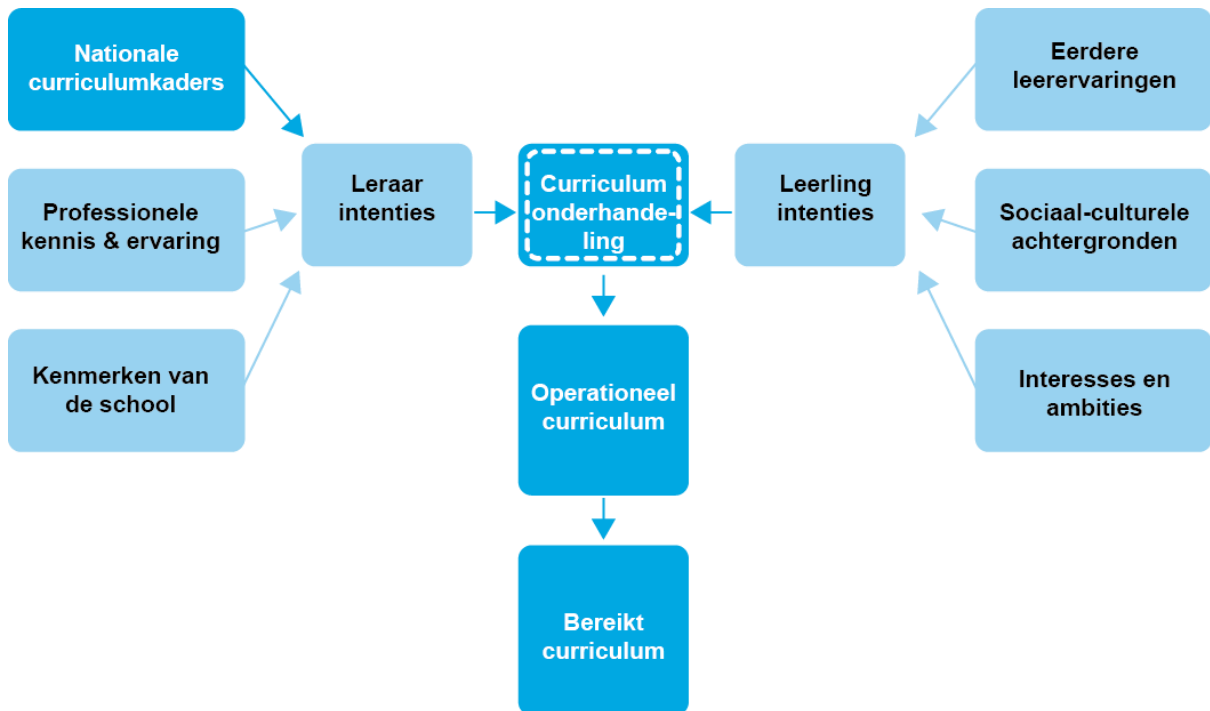 Nationale
curriculumkaders
Professionele
kennis & ervaring
Kenmerken van
de school
Leraar
intenties
Curriculum
onderhande-
ling
Operationeel
curriculum
Bereikt
curriculum
Leerling
intenties
Eerdere
leerervaringen
Sociaal-culturele
achtergronden
Interesses en
ambities